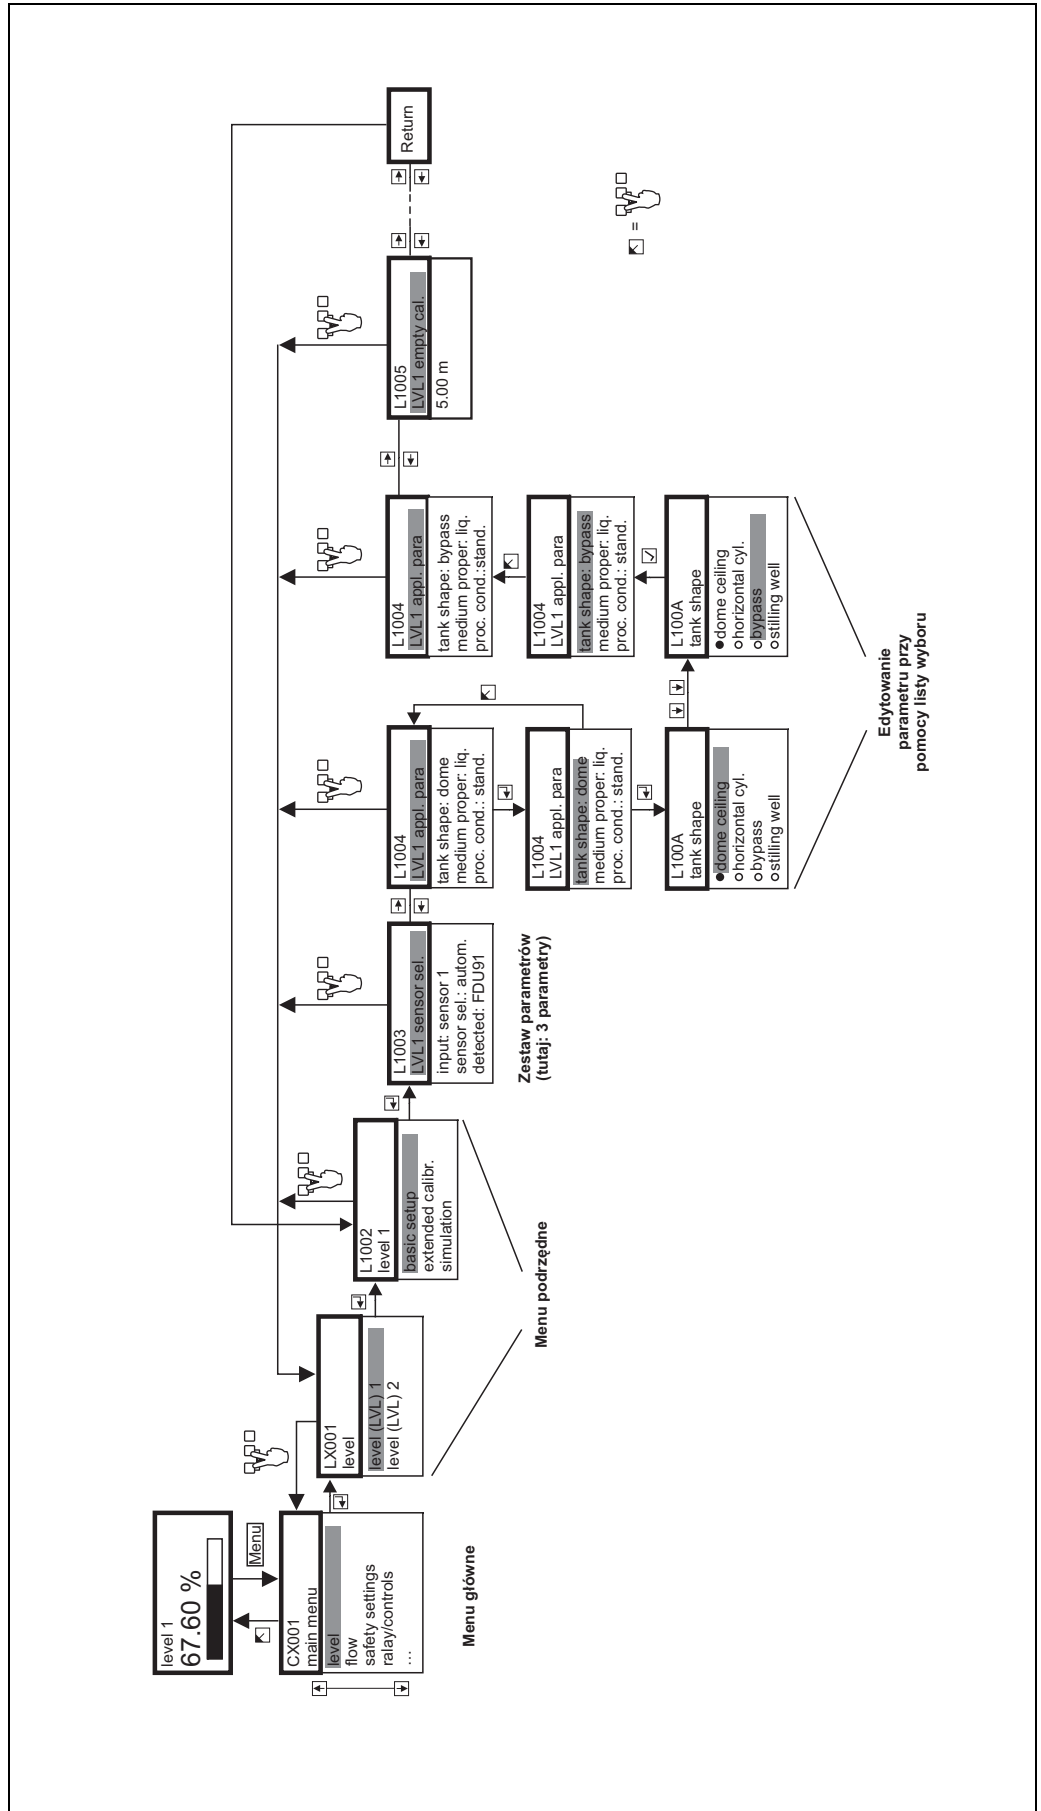 level 1
67.60 %
Menu
CX001
main menu
level
flow
safety settings
ralay/controls
...
Menu główne
LX001
level
level (LVL) 1
level (LVL) 2
L1002
level 1
basic setup
extended calibr.
simulation
Menu podrzędne
L1003
LVL1 sensor sel.
input: sensor 1
sensor sel.: autom.
detected: FDU91
Zestaw parametrów
(tutaj: 3 parametry)
L1004
LVL1 appl. para
tank shape: dome
medium proper: liq.
proc. cond.: stand.
L1004
LVL1 appl. para
tank shape: dome
medium proper: liq.
proc. cond.: stand.
L100A
tank shape
dome ceiling
horizontal cyl.
bypass
stilling well
L1004
LVL1 appl. para
tank shape: bypass
medium proper: liq.
proc. cond.:stand.
L1004
LVL1 appl. para
tank shape: bypass
medium proper: liq.
proc. cond.: stand.
L100A
tank shape
dome ceiling
horizontal cyl.
bypass
stilling well
Edytowanie
parametru przy
pomocy listy wyboru
L1005
LVL1 empty cal.
5.00 m
Return
=